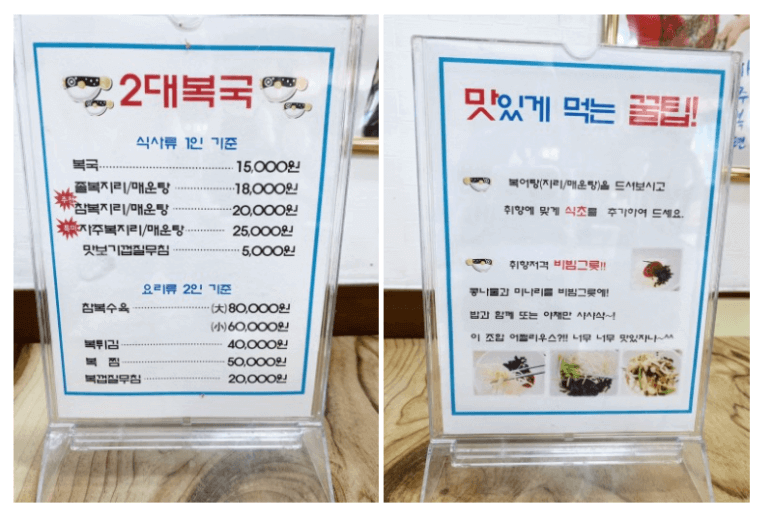 2대복국
식사류 1인 기준
복국 15,000원
쫄복지리/매운탕 18,000원
참복지리/매운탕 20,000원
자주복지리/매운탕 25,000원
맛보기껍질무침 5,000원
요리류 2인 기준
참복수육 (大)80,000원
(小)60,000원
복튀김 40,000원
복 찜 50,000원
복껍질무침 20,000원
맛있게 먹는 꿀팁!
복어탕(지리/매운탕)을 드셔보시고
취향에 맞게 식초를 추가하여 드세요.
취향저격 비빔그릇!!
콩나물과 미나리를 비빔그릇에!
밥과 함께 또는 야채만 샤샤샥~!
이 조합 어쩔리우스?!! 너무 너무 맛있자나~^^